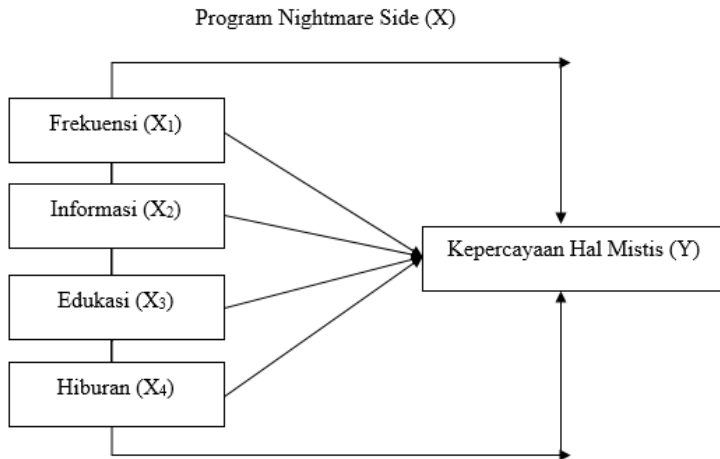 Program Nightmare Side (X)
Frekuensi (X₁)
Informasi (X₂)
Edukasi (X₃)
Hiburan (X₄)
Kepercayaan Hal Mistis (Y)